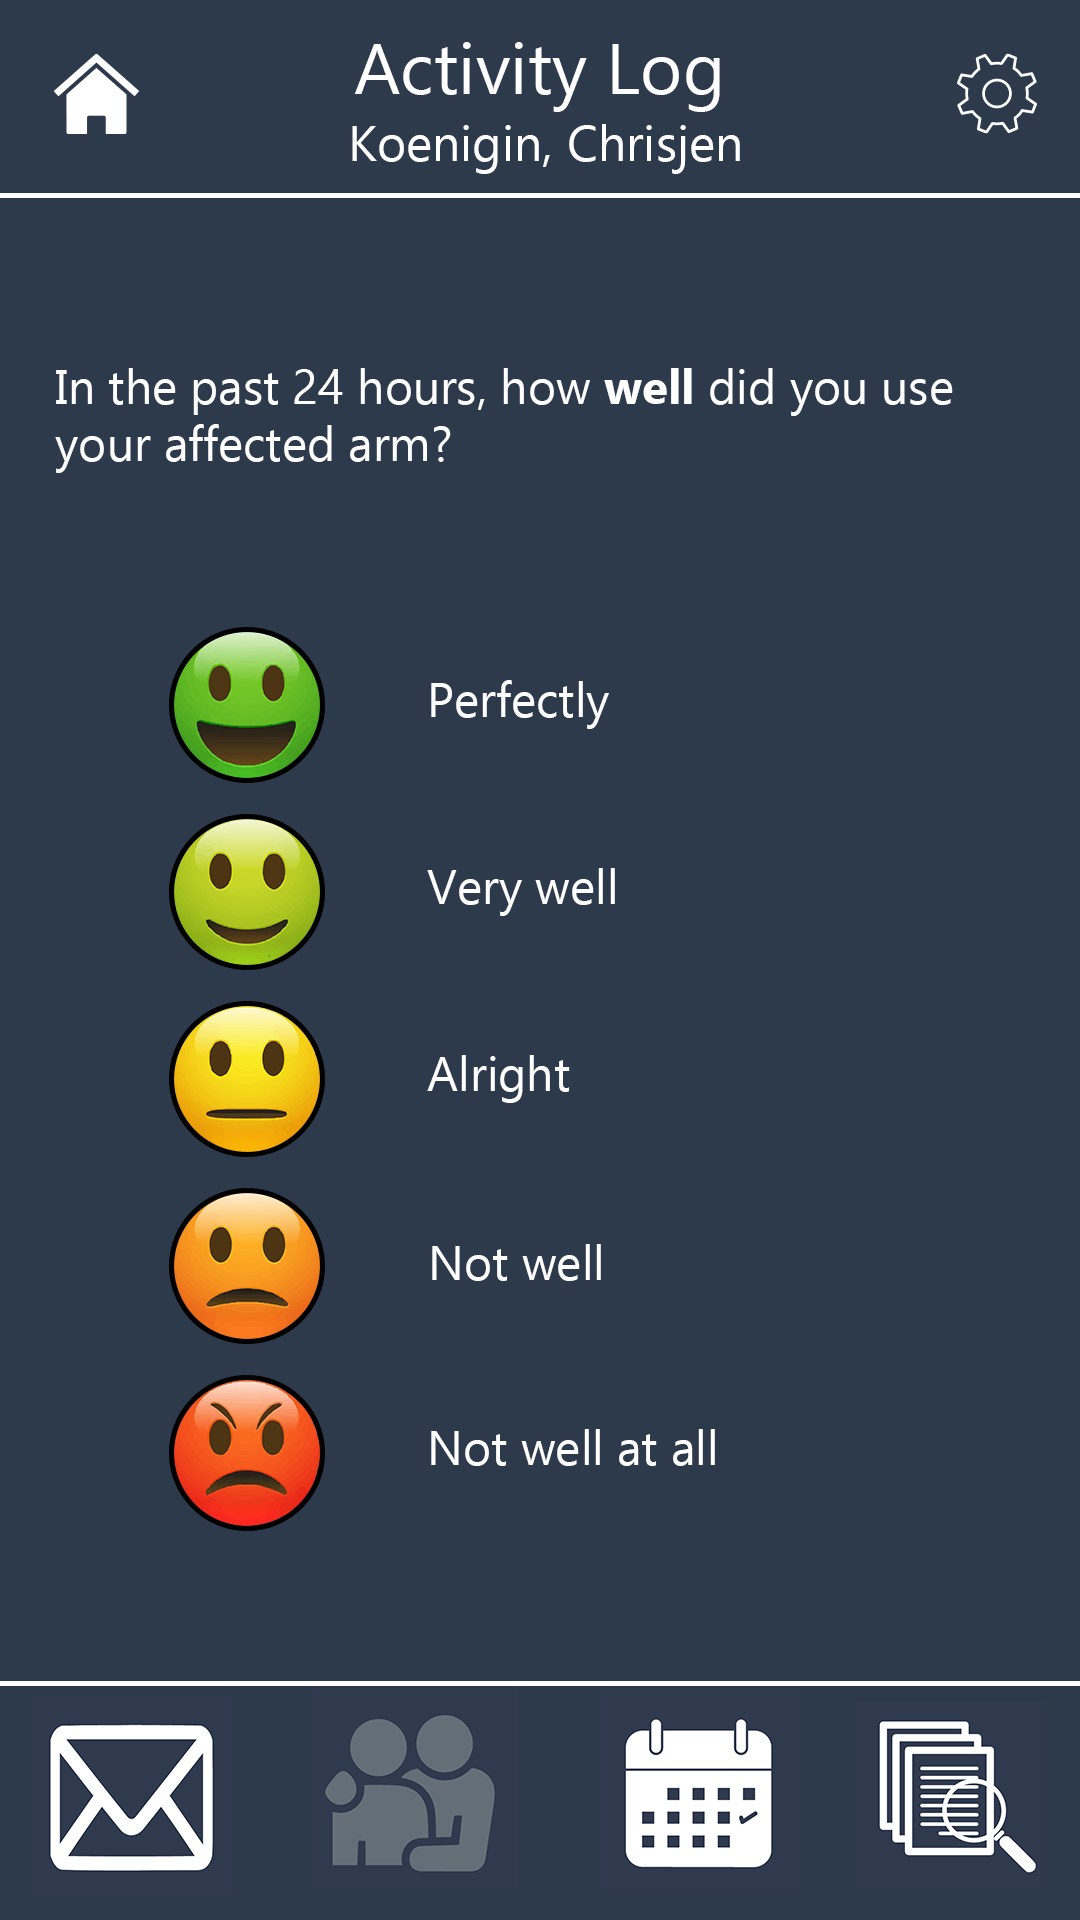 Activity Log
Koenigin, Chrisjen
In the past 24 hours, how well did you use
your affected arm?
Perfectly
Very well
Alright
Not well
Not well at all